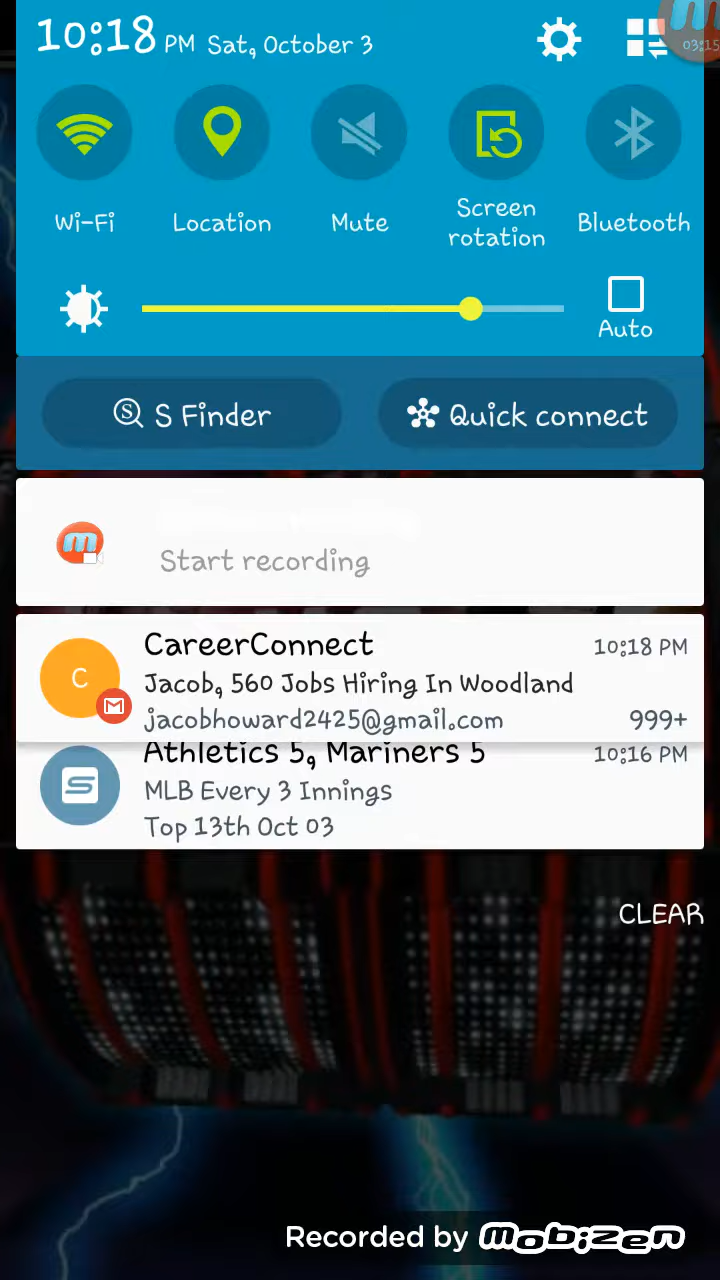 10:18 PM Sat, October 3
03:15
Wi-Fi
Location
Mute
Screen
rotation
Bluetooth
Auto
S Finder
Quick connect
Start recording
CareerConnect 10:18 PM
Jacob, 560 Jobs Hiring In Woodland
jacobhoward2425@gmail.com 999+
Athletics 5, Mariners 5 10:16 PM
MLB Every 3 Innings
Top 13th Oct 03
CLEAR
Recorded by mobizen